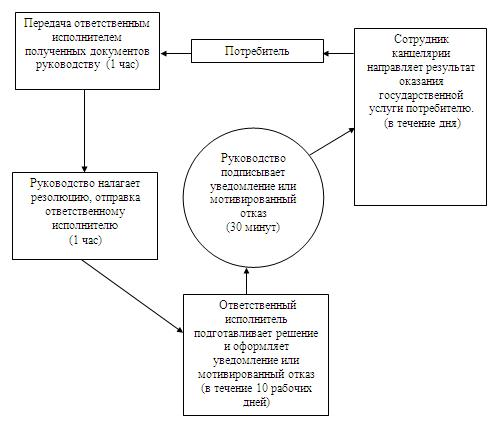 Передача ответственным
исполнителем
полученных документов
руководству (1 час)
Потребитель
Сотрудник
канцелярии
направляет результат
оказания
государственной
услуги потребителю.
(в течение дня)
Руководство налагает
резолюцию, отправка
ответственному
исполнителю
(1 час)
Руководство
подписывает
уведомление или
мотивированный
отказ
(30 минут)
Ответственный
исполнитель
подготавливает решение
и оформляет
уведомление или
мотивированный отказ
(в течение 10 рабочих
дней)